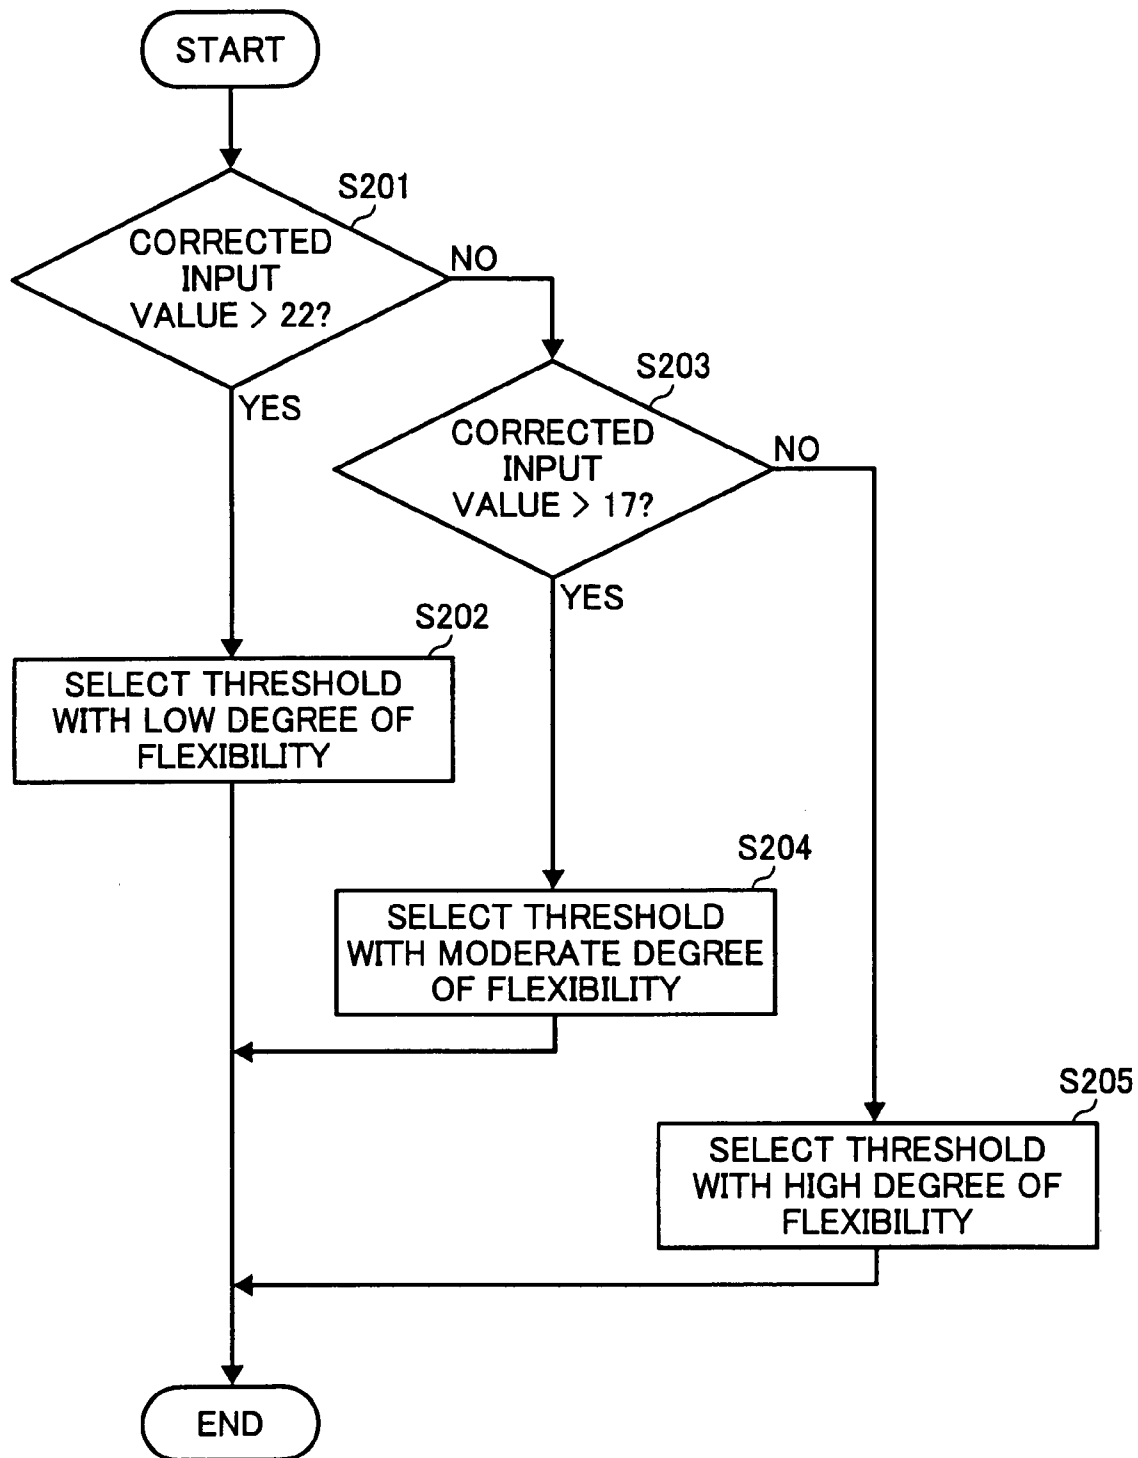 START
S201
CORRECTED
INPUT
VALUE > 22?
NO
YES
S203
CORRECTED
INPUT
VALUE > 17?
NO
YES
S202
SELECT THRESHOLD
WITH LOW DEGREE OF
FLEXIBILITY
S204
SELECT THRESHOLD
WITH MODERATE DEGREE
OF FLEXIBILITY
S205
SELECT THRESHOLD
WITH HIGH DEGREE OF
FLEXIBILITY
END